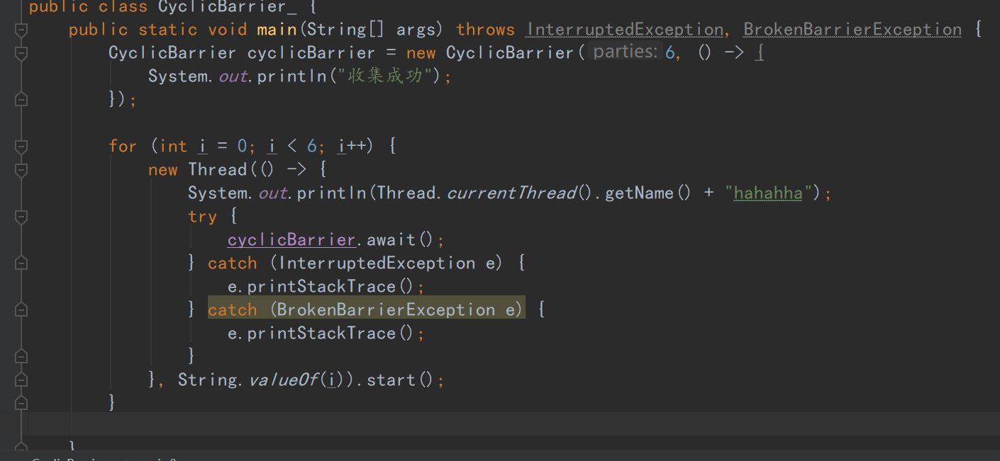 public class CyclicBarrier_ {
public static void main(String[] args) throws InterruptedException, BrokenBarrierException {
CyclicBarrier cyclicBarrier = new CyclicBarrier( parties: 6, () -> {
System.out.println("收集成功");
});
for (int i = 0; i < 6; i++) {
new Thread(() -> {
System.out.println(Thread.currentThread().getName() + "hahahha");
try {
cyclicBarrier.await();
} catch (InterruptedException e) {
e.printStackTrace();
} catch (BrokenBarrierException e) {
e.printStackTrace();
}
}, String.valueOf(i)).start();
}
}